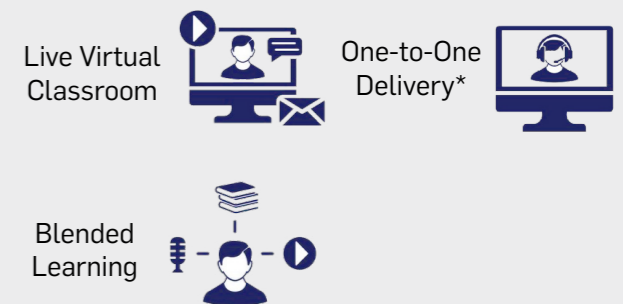 Live Virtual
Classroom
One-to-One
Delivery*
Blended
Learning